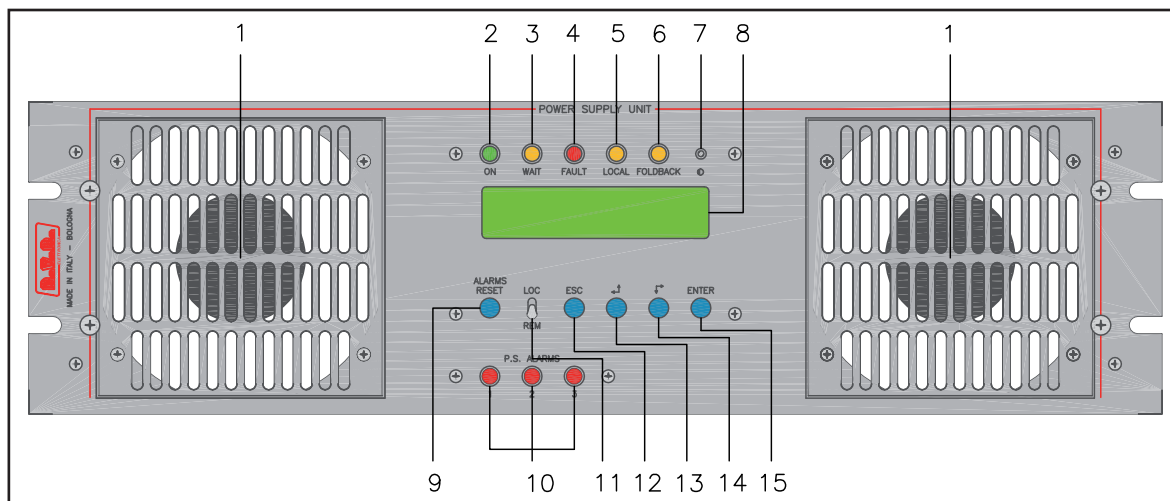 1 2 3 4 5 6 7 8 1
POWER SUPPLY UNIT
ON WAIT FAULT LOCAL FOLDBACK
MADE IN ITALY - BOLOGNA
ALARMS RESET LOC ESC ENTER
REM
P.S. ALARMS
1 2 3
9 10 11 12 13 14 15